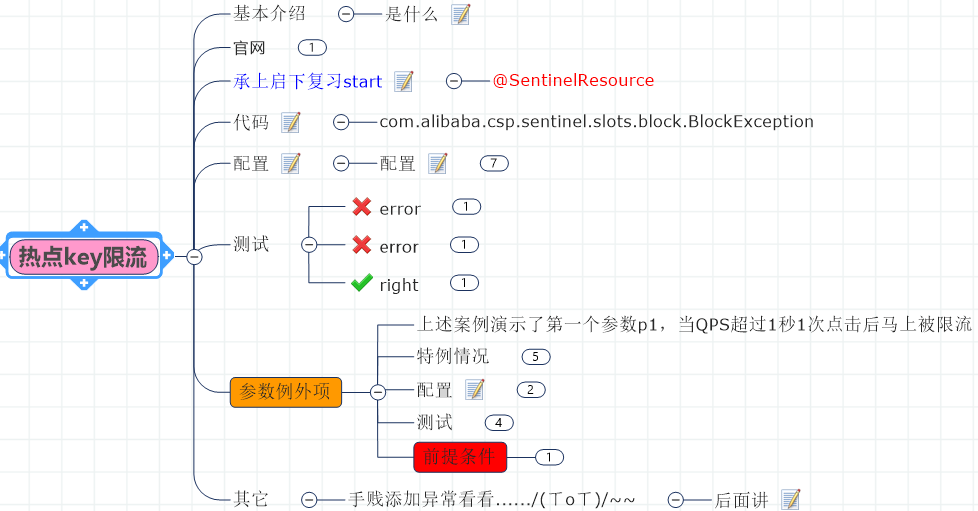 基本介绍 是什么
官网 1
承上启下复习start @SentinelResource
代码 com.alibaba.csp.sentinel.slots.block.BlockException
配置 配置 7
热点key限流
测试
error 1
error 1
right 1
参数例外项
上述案例演示了第一个参数p1，当QPS超过1秒1次点击后马上被限流
特例情况 5
配置 2
测试 4
前提条件 1
其它 手贱添加异常看看....../(ㄒoㄒ)/~~ 后面讲